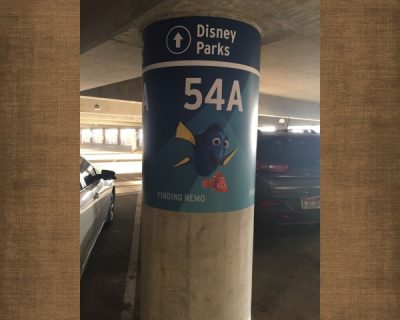 Disney
Parks
54A
FINDING NEMO